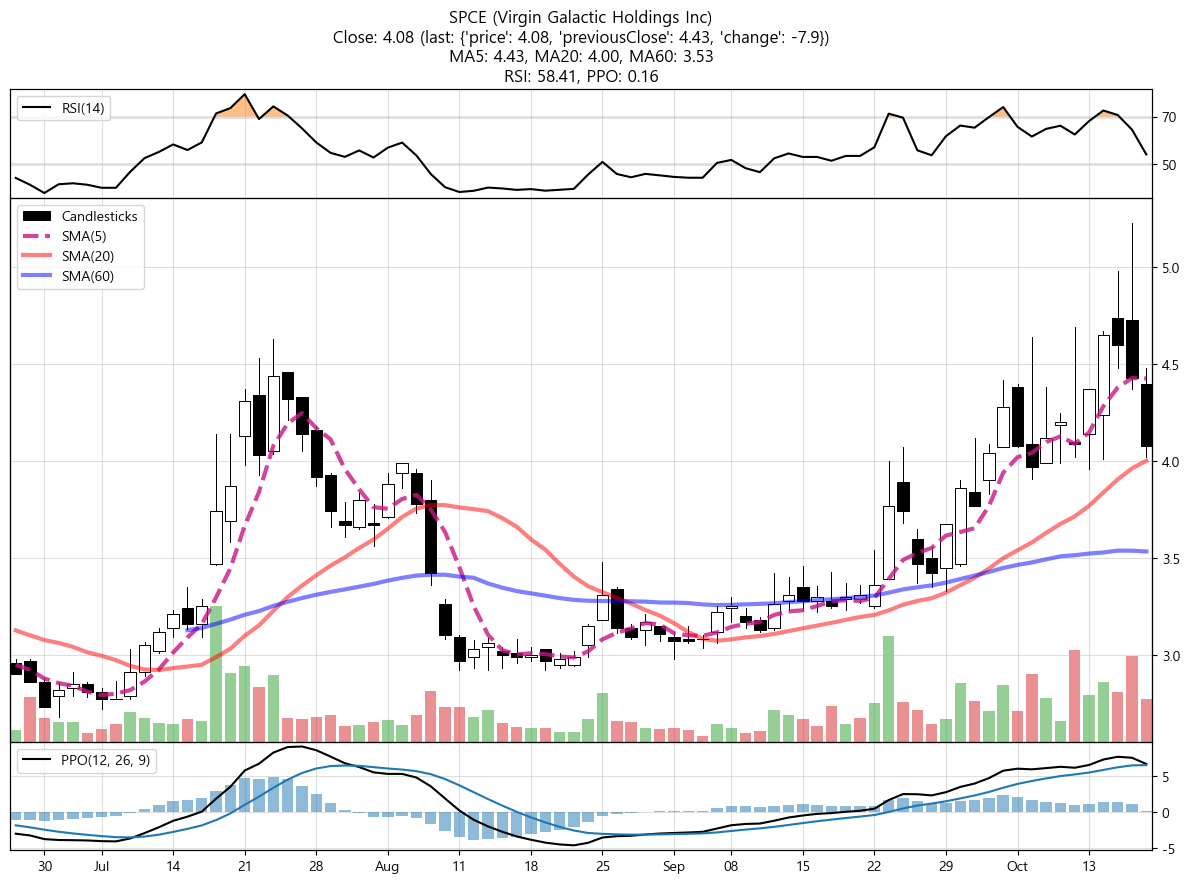 SPCE (Virgin Galactic Holdings Inc)
Close: 4.08 (last: {'price': 4.08, 'previousClose': 4.43, 'change': -7.9})
MA5: 4.43, MA20: 4.00, MA60: 3.53
RSI: 58.41, PPO: 0.16
RSI(14)
70
50
Candlesticks
SMA(5)
SMA(20)
SMA(60)
5.0
4.5
4.0
3.5
3.0
PPO(12, 26, 9)
5
0
-5
30 Jul 14 21 28 Aug 11 18 25 Sep 08 15 22 29 Oct 13